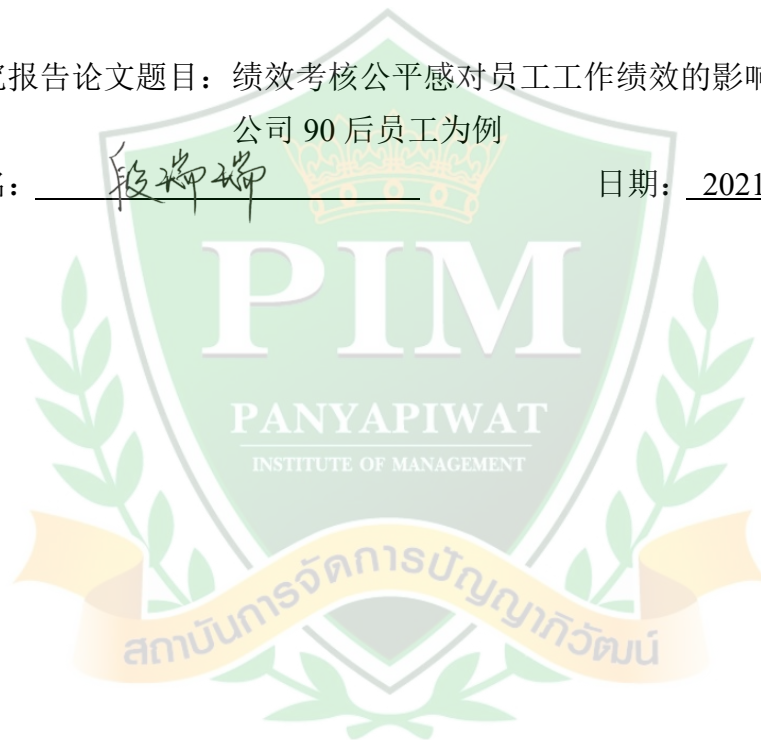 究报告论文题目：绩效考核公平感对员工工作绩效的影响
公司 90 后员工为例
名：段瑞瑞 日期：2021
PIM
PANYAPIWAT
INSTITUTE OF MANAGEMENT
สถาบันการจัดการปัญญาภิวัฒน์